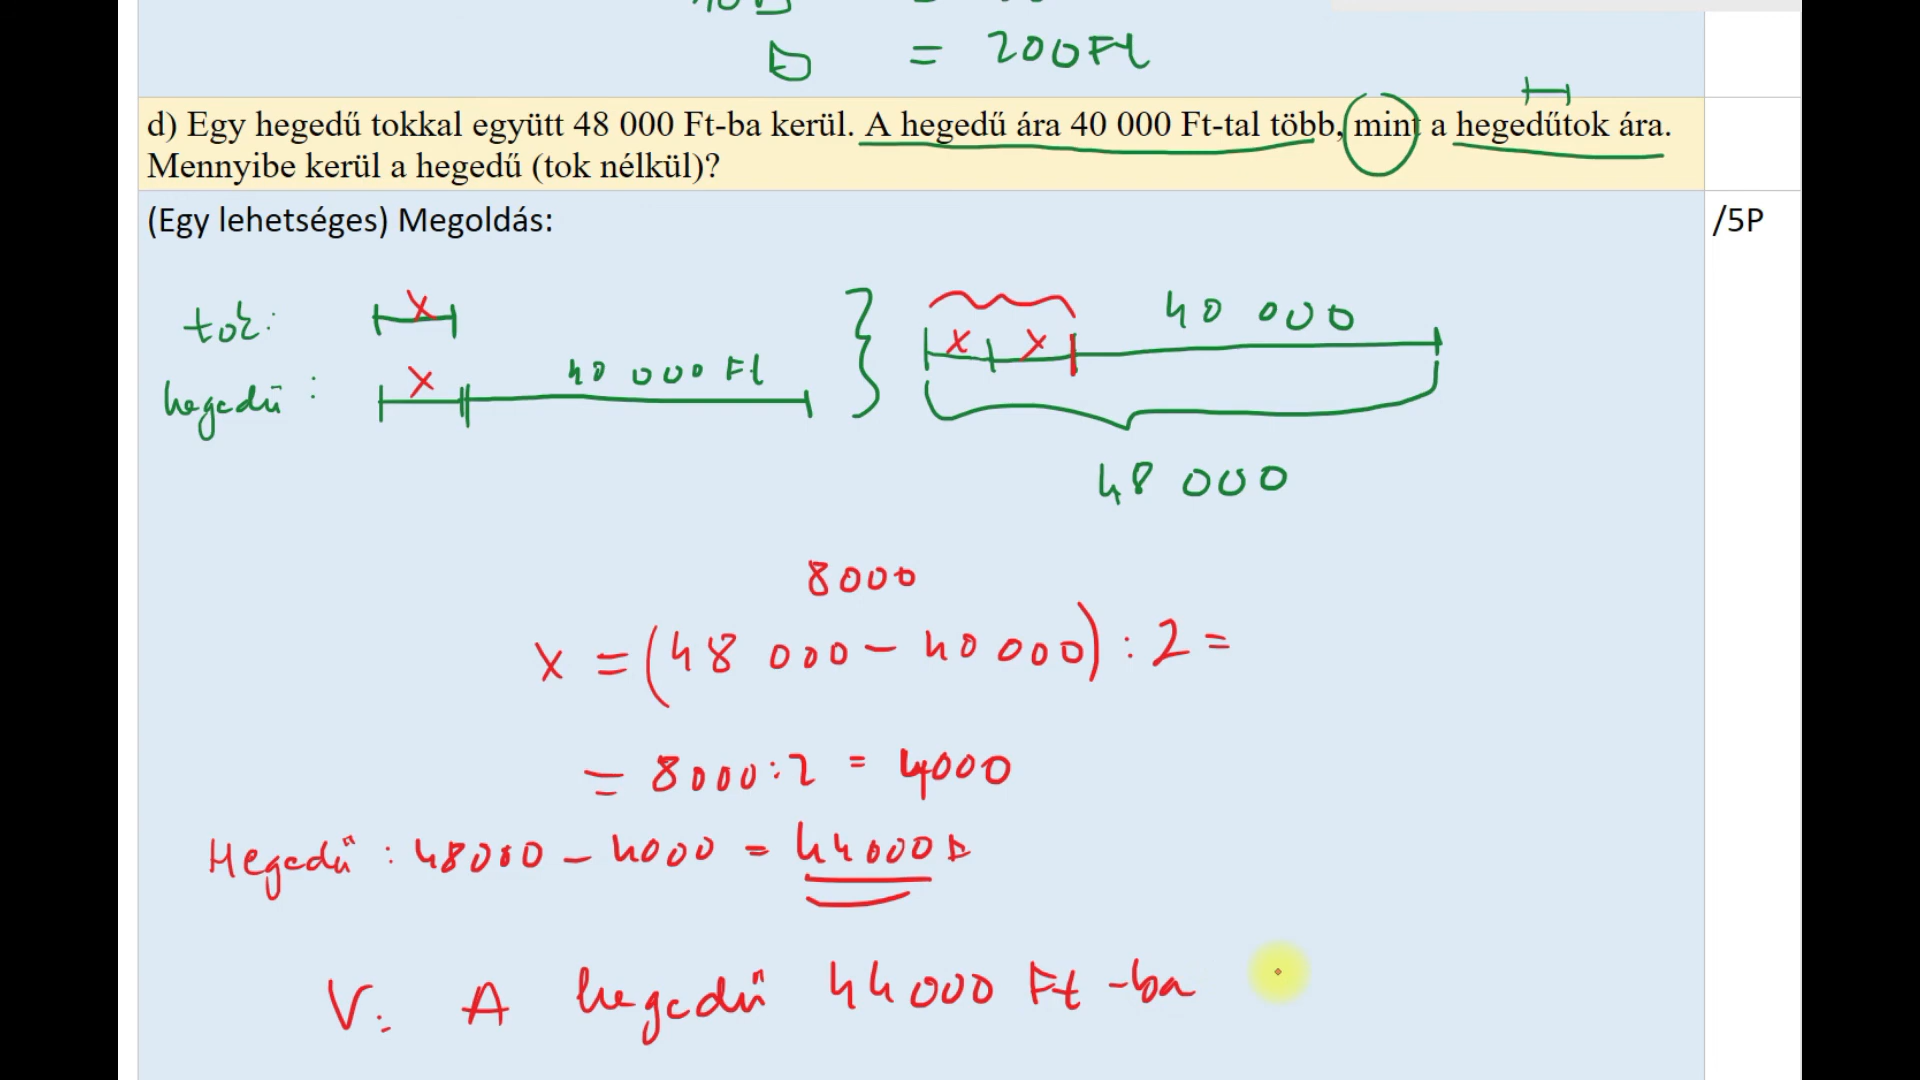 = 200 Ft
d) Egy hegedű tokkal együtt 48 000 Ft-ba kerül. A hegedű ára 40 000 Ft-tal több, mint a hegedűtok ára.
Mennyibe kerül a hegedű (tok nélkül)?
(Egy lehetséges) Megoldás: /5P
tok: x
hegedű: x 40 000 Ft
x x 40 000
48 000
8000
x = (48 000 - 40 000) : 2 =
= 8000:2 = 4000
Hegedű: 48000 - 4000 = 44000
V: A hegedű 44000 Ft-ba